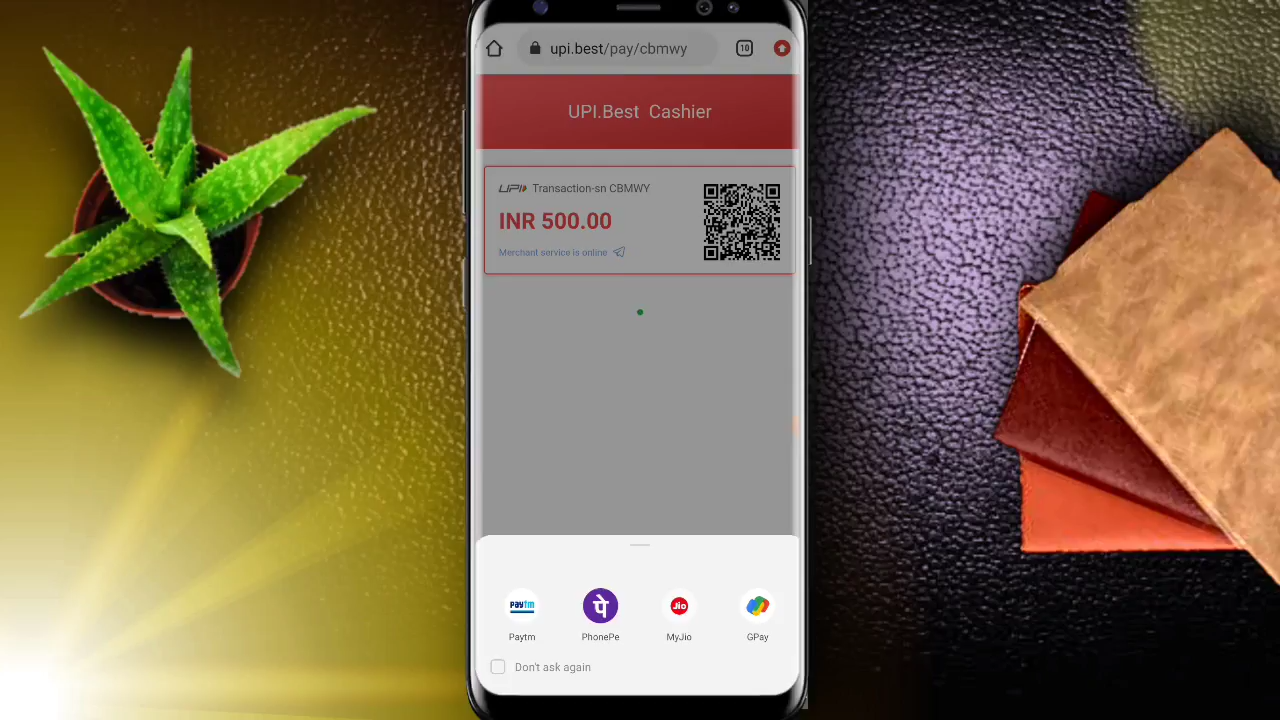 upi.best/pay/cbmwy
10
UPI.Best Cashier
UPI Transaction-sn CBMWY
INR 500.00
Merchant service is online
paytm
पे
Jio
Paytm
PhonePe
MyJio
GPay
Don't ask again